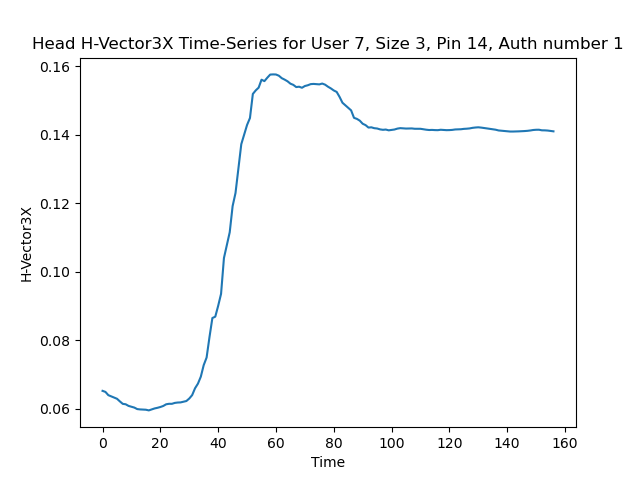 Head H-Vector3X Time-Series for User 7, Size 3, Pin 14, Auth number 1
0.16
0.14
0.12
0.10
0.08
0.06
H-Vector3X
0 20 40 60 80 100 120 140 160
Time